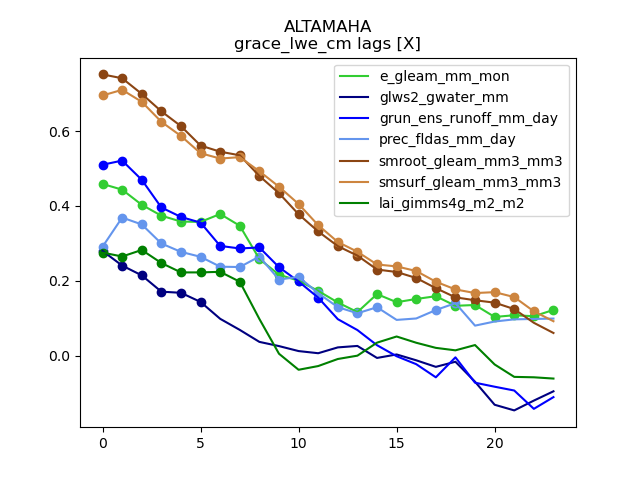 ALTAMAHA
grace_lwe_cm lags [X]
e_gleam_mm_mon
glws2_gwater_mm
grun_ens_runoff_mm_day
prec_fldas_mm_day
smroot_gleam_mm3_mm3
smsurf_gleam_mm3_mm3
lai_gimms4g_m2_m2
0.6
0.4
0.2
0.0
0 5 10 15 20